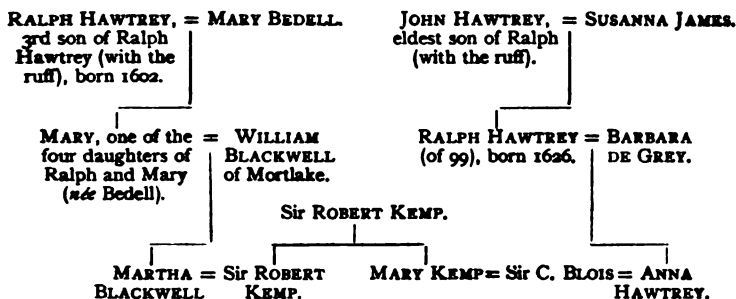 RALPH HAWTREY, = MARY BEDELL.
3rd son of Ralph
Hawtrey (with the
ruff), born 1602.
JOHN HAWTREY, = SUSANNA JAMES.
eldest son of Ralph
(with the ruff).
MARY, one of the = WILLIAM
four daughters of BLACKWELL
Ralph and Mary of Mortlake.
(née Bedell).
RALPH HAWTREY = BARBARA
(of 99), born 1626. DE GREY.
Sir ROBERT KEMP.
MARTHA = Sir ROBERT
BLACKWELL KEMP.
MARY KEMP = Sir C. BLOIS = ANNA
HAWTREY.